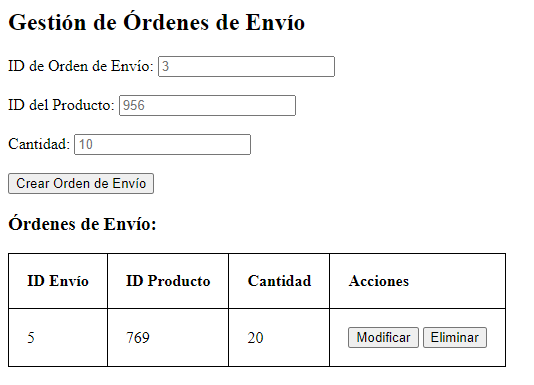 Gestión de Órdenes de Envío
ID de Orden de Envío: 3
ID del Producto: 956
Cantidad: 10
Crear Orden de Envío
Órdenes de Envío:
ID Envío ID Producto Cantidad Acciones
5 769 20 Modificar Eliminar